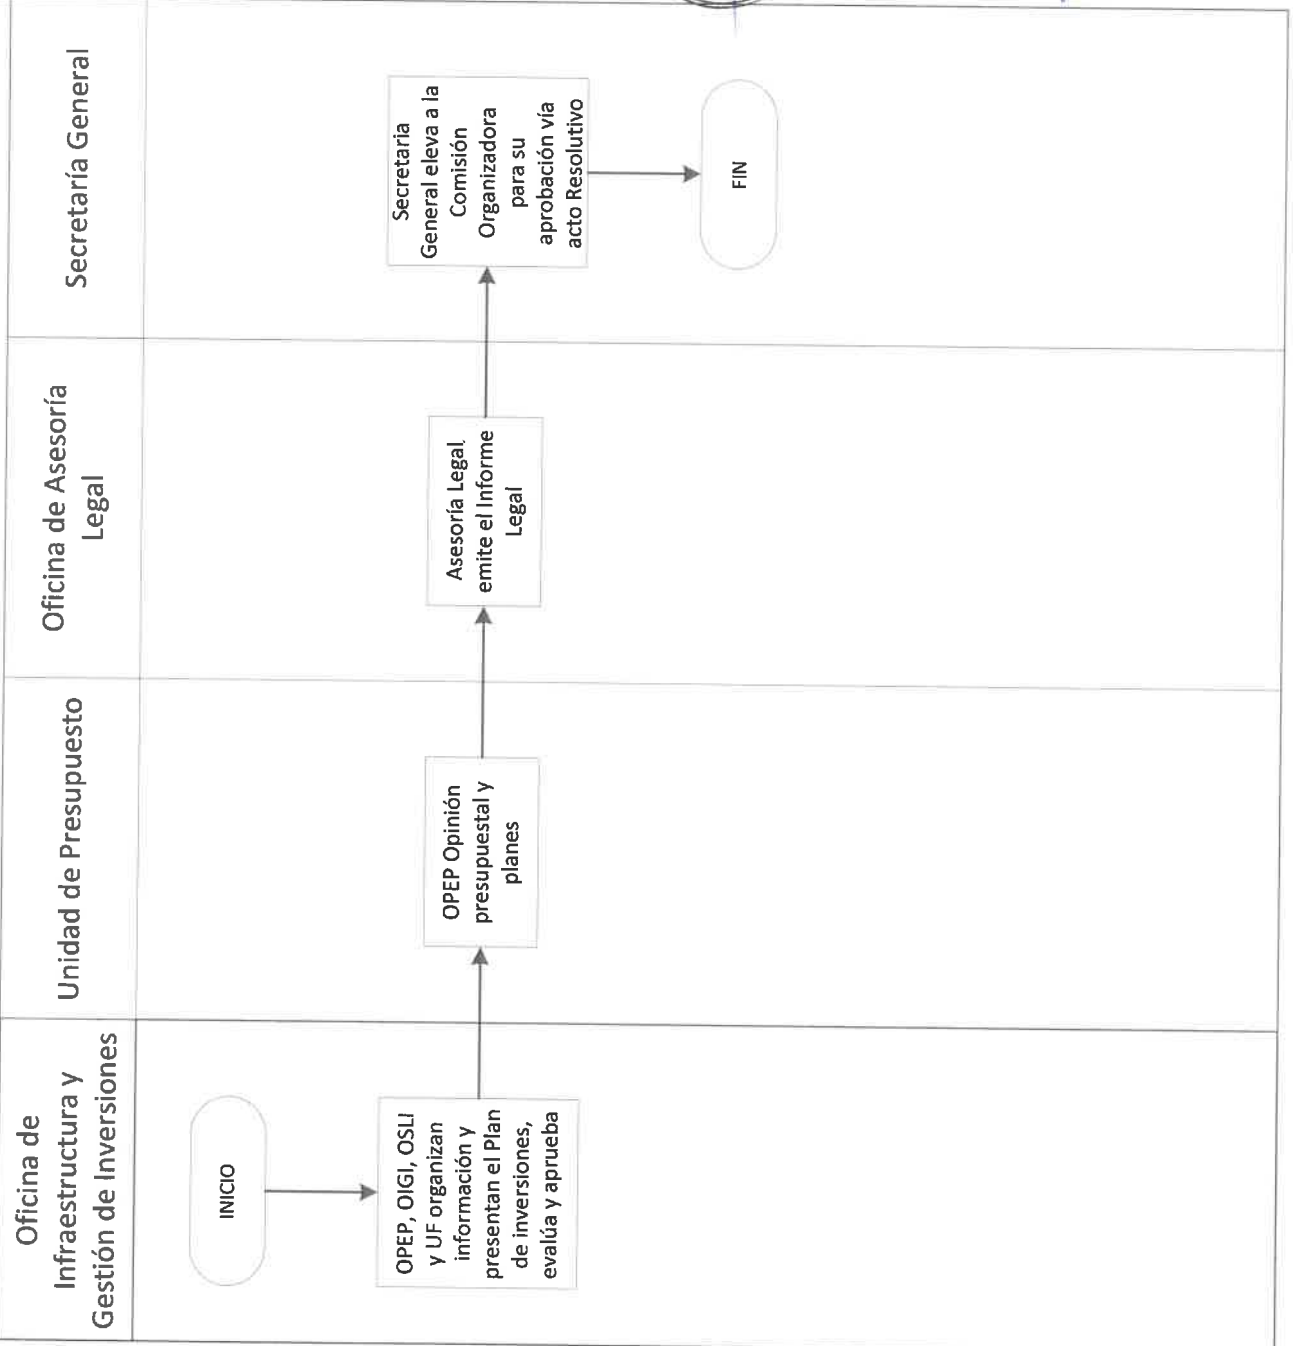 Oficina de
Infraestructura y
Gestión de Inversiones
Unidad de Presupuesto
Oficina de Asesoría
Legal
Secretaría General
INICIO
OPEP, OIGI, OSLI
y UF organizan
información y
presentan el Plan
de inversiones,
evalúa y aprueba
OPEP Opinión
presupuestal y
planes
Asesoría Legal
emite el Informe
Legal
Secretaria
General eleva a la
Comisión
Organizadora
para su
aprobación vía
acto Resolutivo
FIN